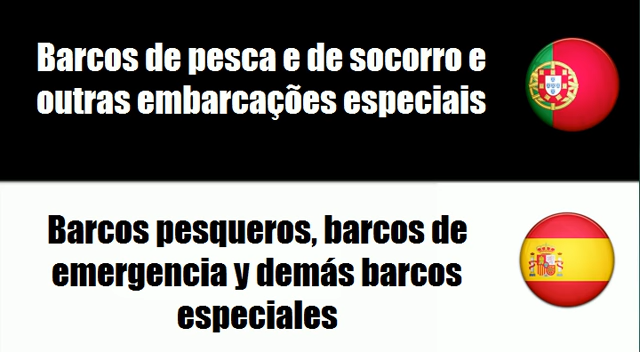 Barcos de pesca e de socorro e
outras embarcações especiais
Barcos pesqueros, barcos de
emergencia y demás barcos
especiales